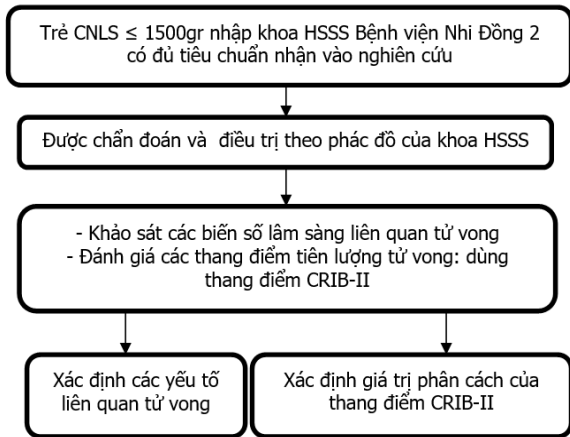 Trẻ CNLS ≤ 1500gr nhập khoa HSSS Bệnh viện Nhi Đồng 2
có đủ tiêu chuẩn nhận vào nghiên cứu
Được chẩn đoán và điều trị theo phác đồ của khoa HSSS
- Khảo sát các biến số lâm sàng liên quan tử vong
- Đánh giá các thang điểm tiên lượng tử vong: dùng
thang điểm CRIB-II
Xác định các yếu tố
liên quan tử vong
Xác định giá trị phân cách của
thang điểm CRIB-II